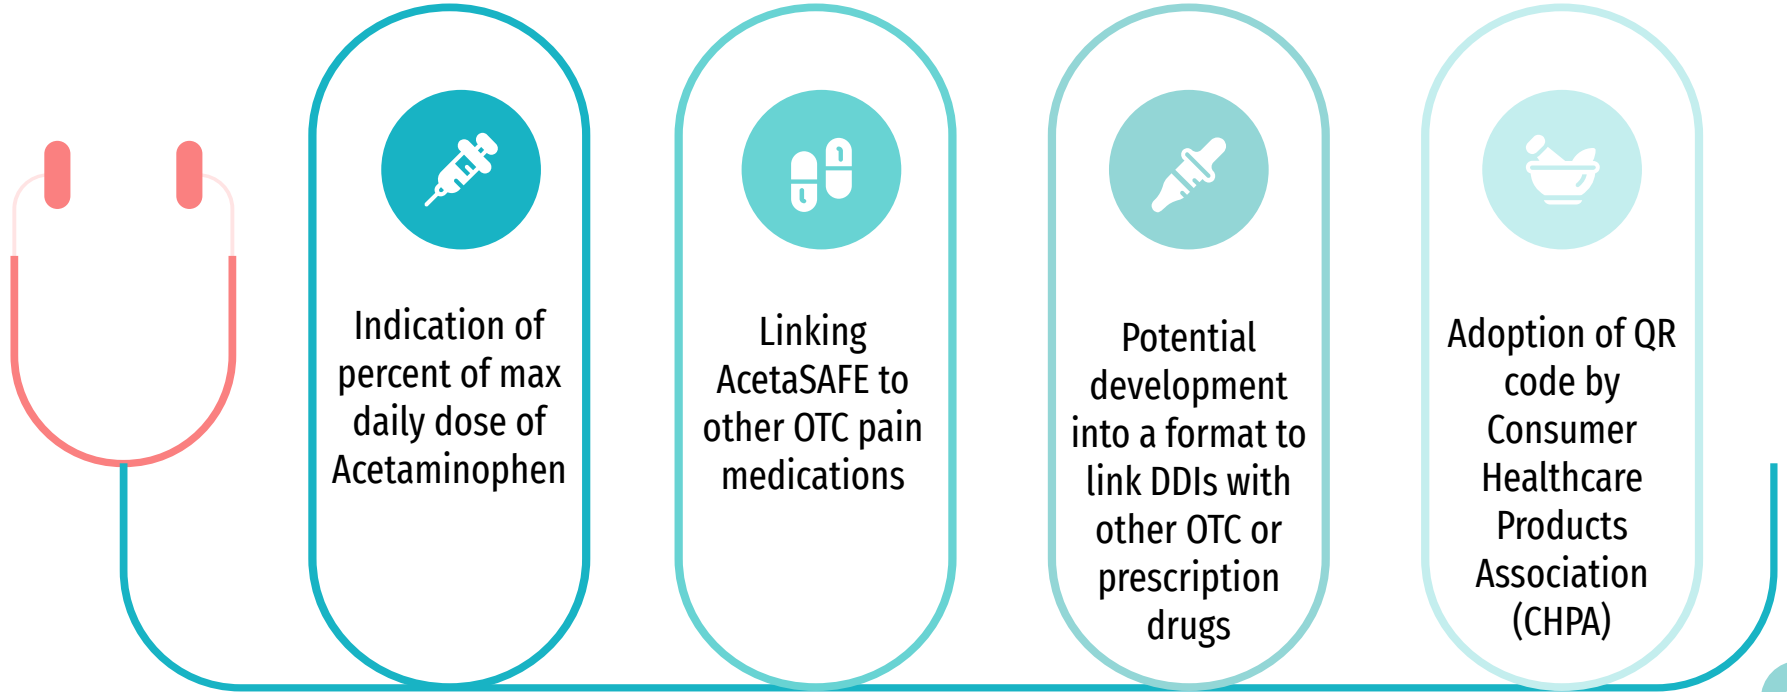 Indication of
percent of max
daily dose of
Acetaminophen
Linking
AcetaSAFE to
other OTC pain
medications
Potential
development
into a format to
link DDIs with
other OTC or
prescription
drugs
Adoption of QR
code by
Consumer
Healthcare
Products
Association
(CHPA)